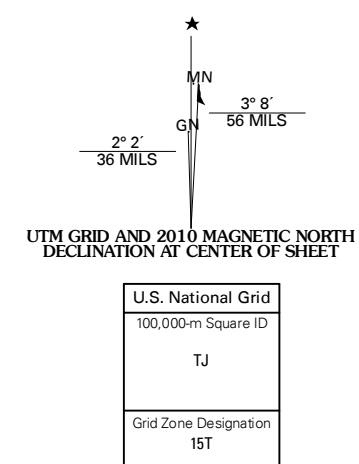 MN
3° 8´
56 MILS
GN
2° 2´
36 MILS
UTM GRID AND 2010 MAGNETIC NORTH
DECLINATION AT CENTER OF SHEET
U.S. National Grid
100,000-m Square ID
TJ
Grid Zone Designation
15T